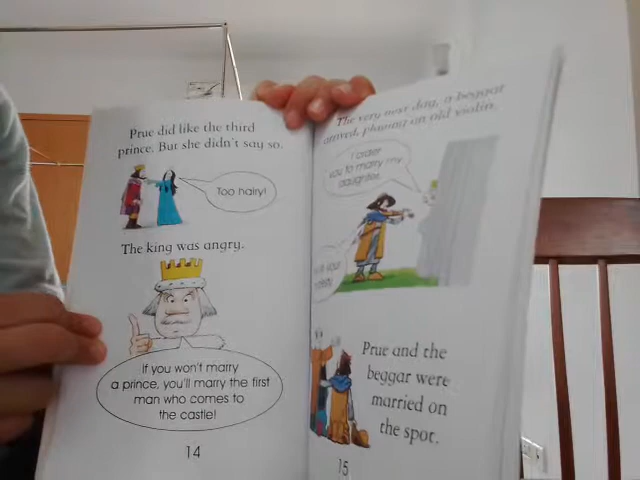 Prue did like the third
prince. But she didn't say so.
Too hairy!
The king was angry.
If you won't marry
a prince, you'll marry the first
man who comes to
the castle!
14
The very next day, a beggar
arrived, playing an old violin.
I order
you to marry my
daughter.
Prue and the
beggar were
married on
the spot.
15